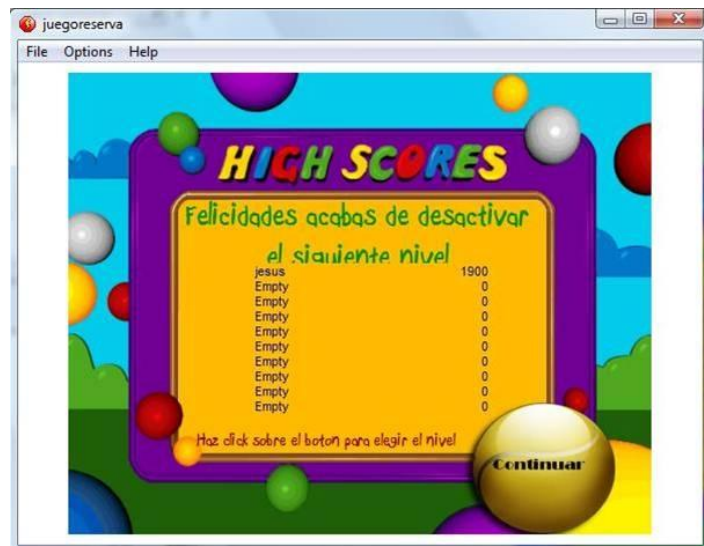 juegoreserva
File Options Help
HIGH SCORES
Felicidades acabas de desactivar
el siguiente nivel
jesus 1900
Empty 0
Empty 0
Empty 0
Empty 0
Empty 0
Empty 0
Empty 0
Empty 0
Empty 0
Haz click sobre el boton para elegir el nivel
Continuar